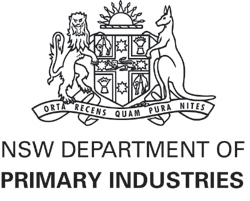 ORTA RECENS QUAM PURA NITES
NSW DEPARTMENT OF
PRIMARY INDUSTRIES